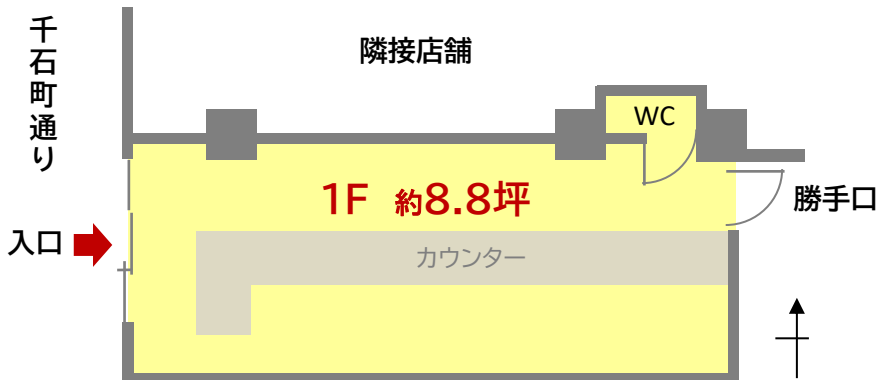 千石町通り
隣接店舗
WC
1F 約8.8坪
勝手口
入口
カウンター